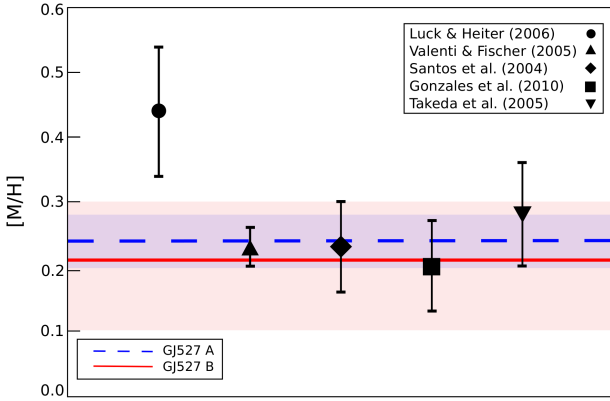 0.6
0.5
0.4
0.3
0.2
0.1
0.0
[M/H]
Luck & Heiter (2006)
Valenti & Fischer (2005)
Santos et al. (2004)
Gonzales et al. (2010)
Takeda et al. (2005)
GJ527 A
GJ527 B